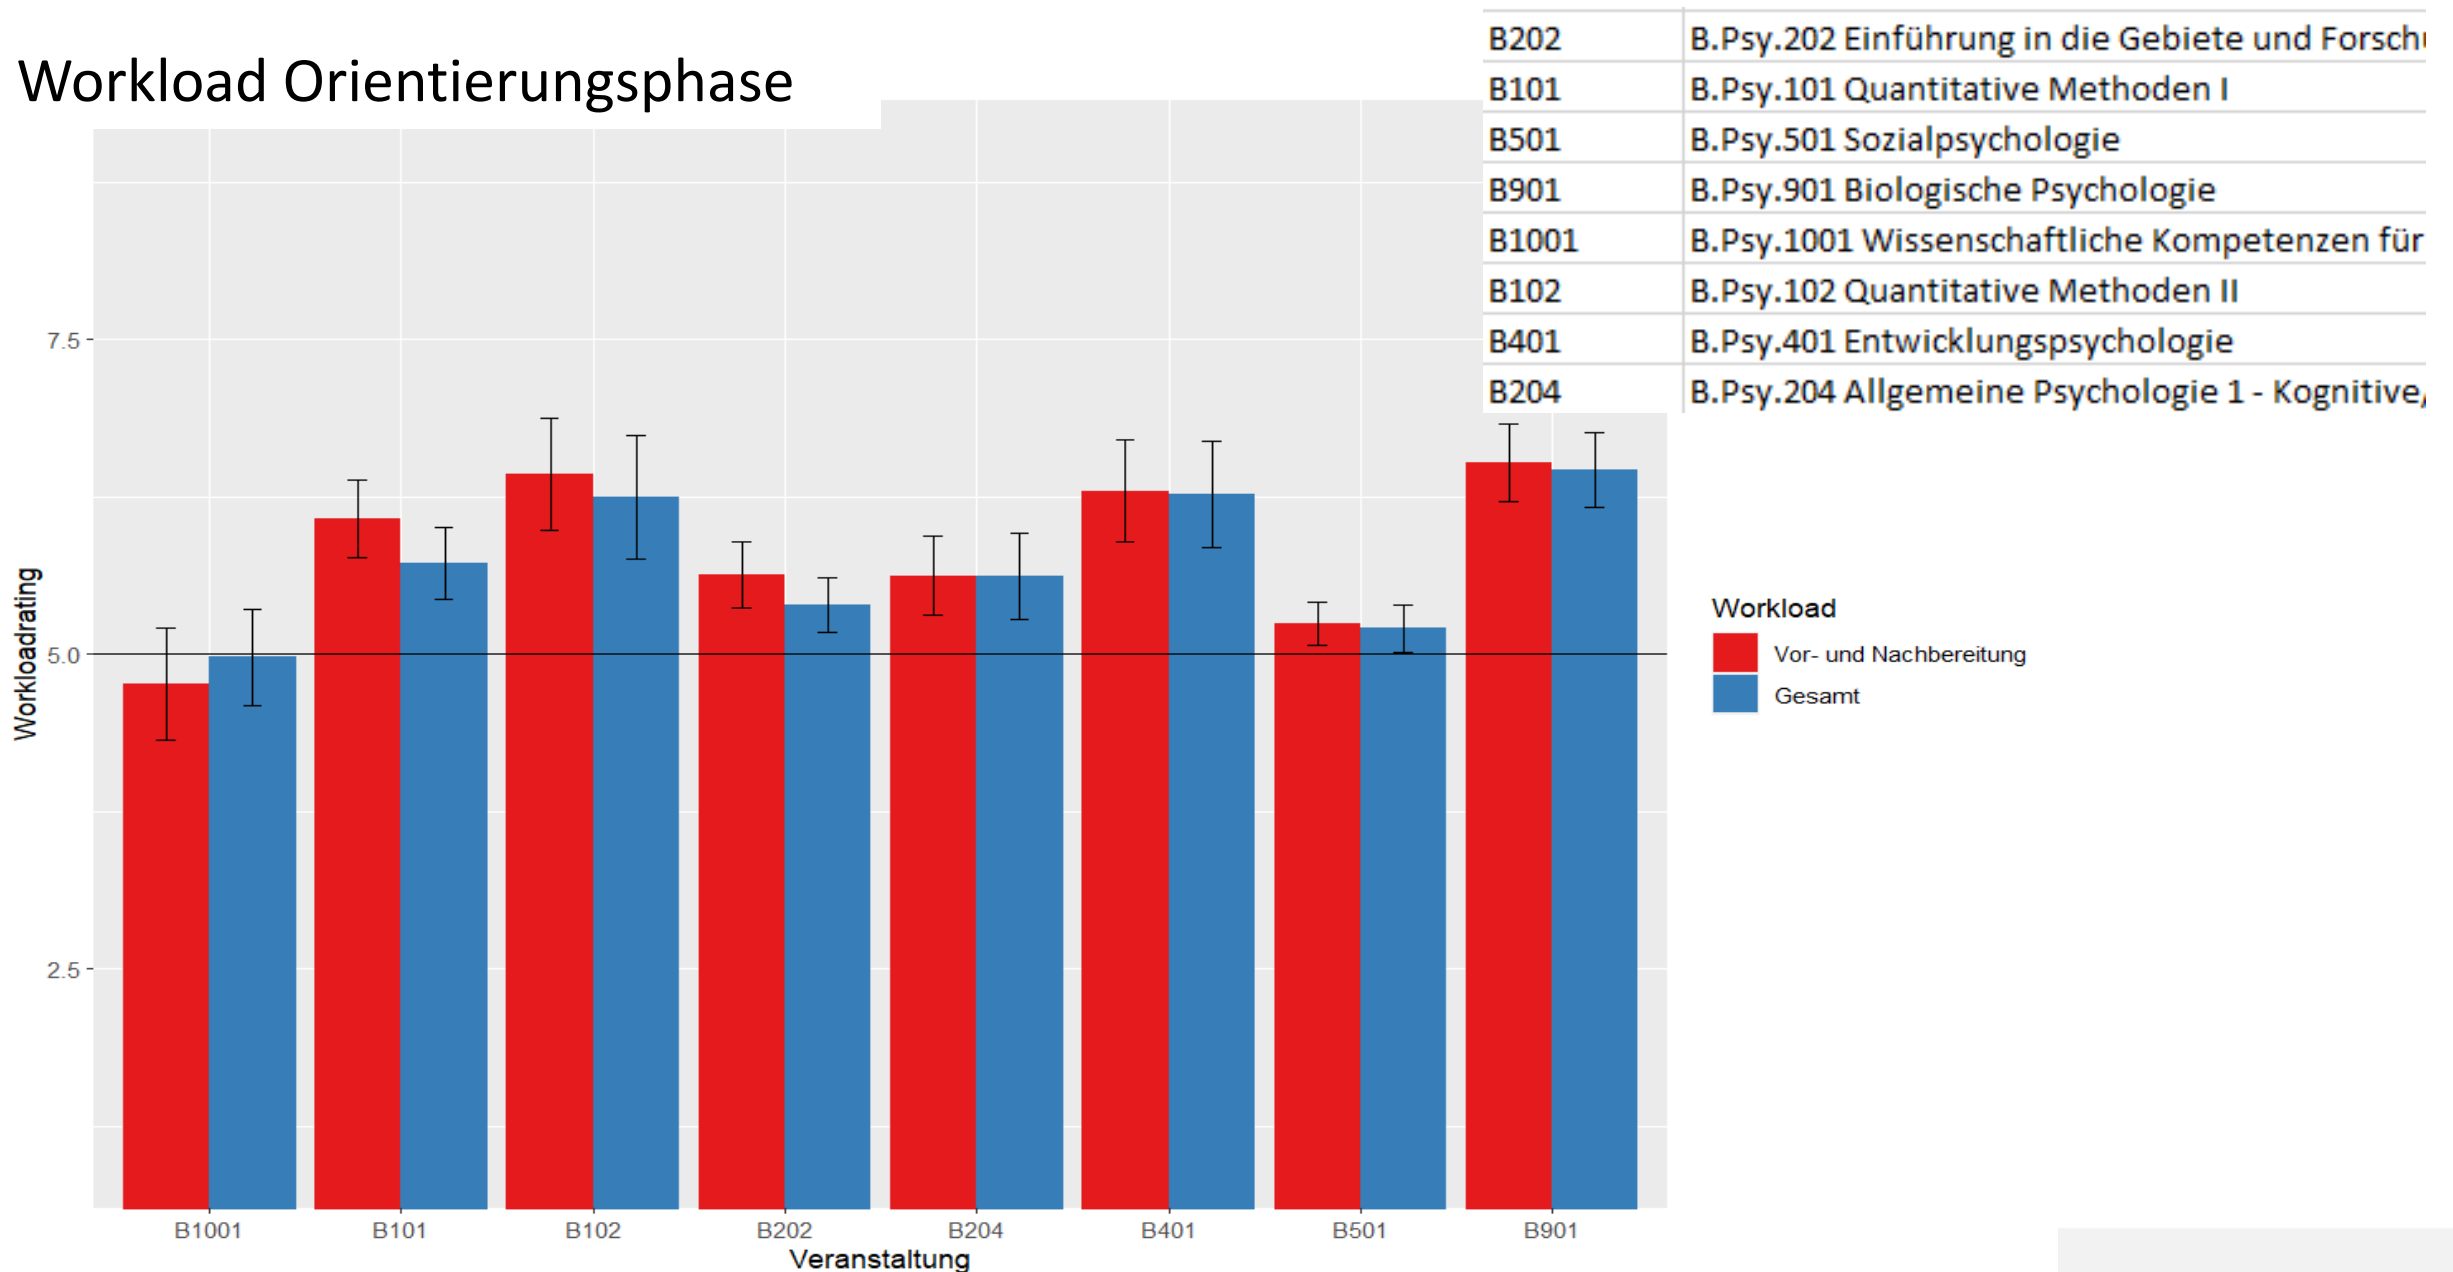 Workload Orientierungsphase
B202 B.Psy.202 Einführung in die Gebiete und
B101 B.Psy.101 Quantitative Methoden I
B501 B.Psy.501 Sozialpsychologie
B901 B.Psy.901 Biologische Psychologie
B1001 B.Psy.1001 Wissenschaftliche Kompetenzen für
B102 B.Psy.102 Quantitative Methoden II
B401 B.Psy.401 Entwicklungspsychologie
B204 B.Psy.204 Allgemeine Psychologie 1 - Kognitive
7.5
5.0
2.5
Workloadrating
B1001 B101 B102 B202 B204 B401 B501 B901
Veranstaltung
Workload
Vor- und Nachbereitung
Gesamt